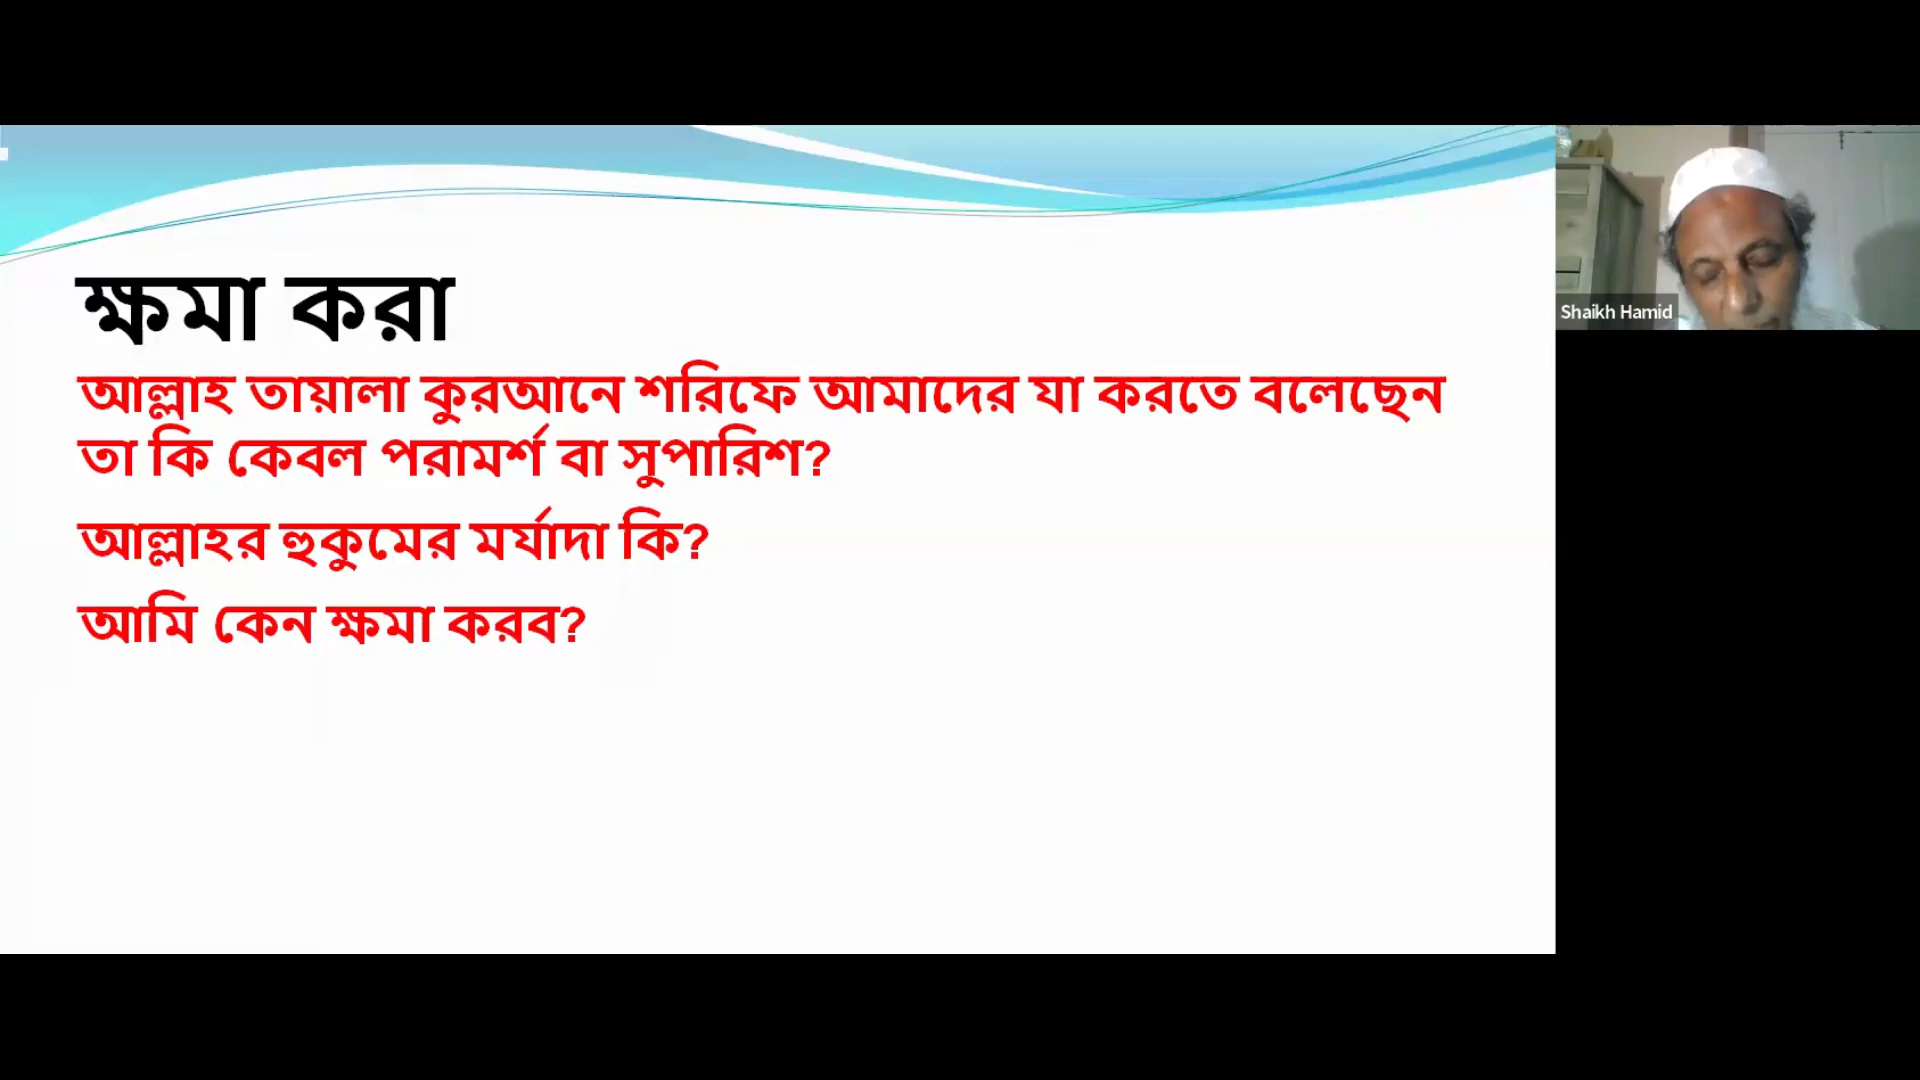 ক্ষমা করা
আল্লাহ তায়ালা কুরআনে শরিফে আমাদের যা করতে বলেছেন
তা কি কেবল পরামর্শ বা সুপারিশ?
আল্লাহর হুকুমের মর্যাদা কি?
আমি কেন ক্ষমা করব?
Shaikh Hamid